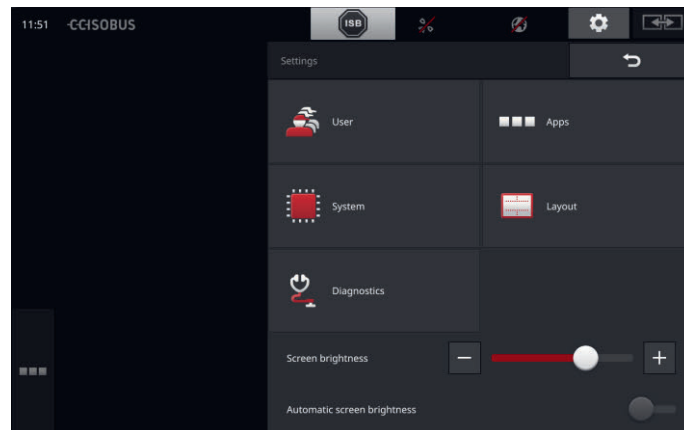 11:51 CCISOBUS
ISB
Settings
User
Apps
System
Layout
Diagnostics
Screen brightness
Automatic screen brightness